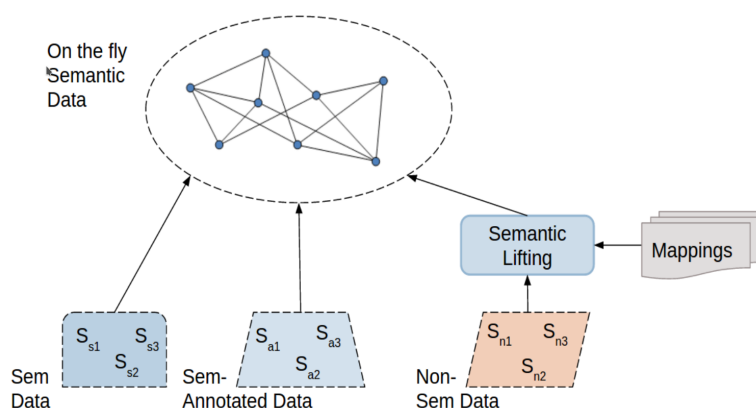 On the fly
Semantic
Data
Semantic
Lifting
Mappings
Ss1 Ss3
Ss2
Sa1 Sa3
Sa2
Sn1 Sn3
Sn2
Sem
Data
Sem-
Annotated Data
Non-
Sem Data